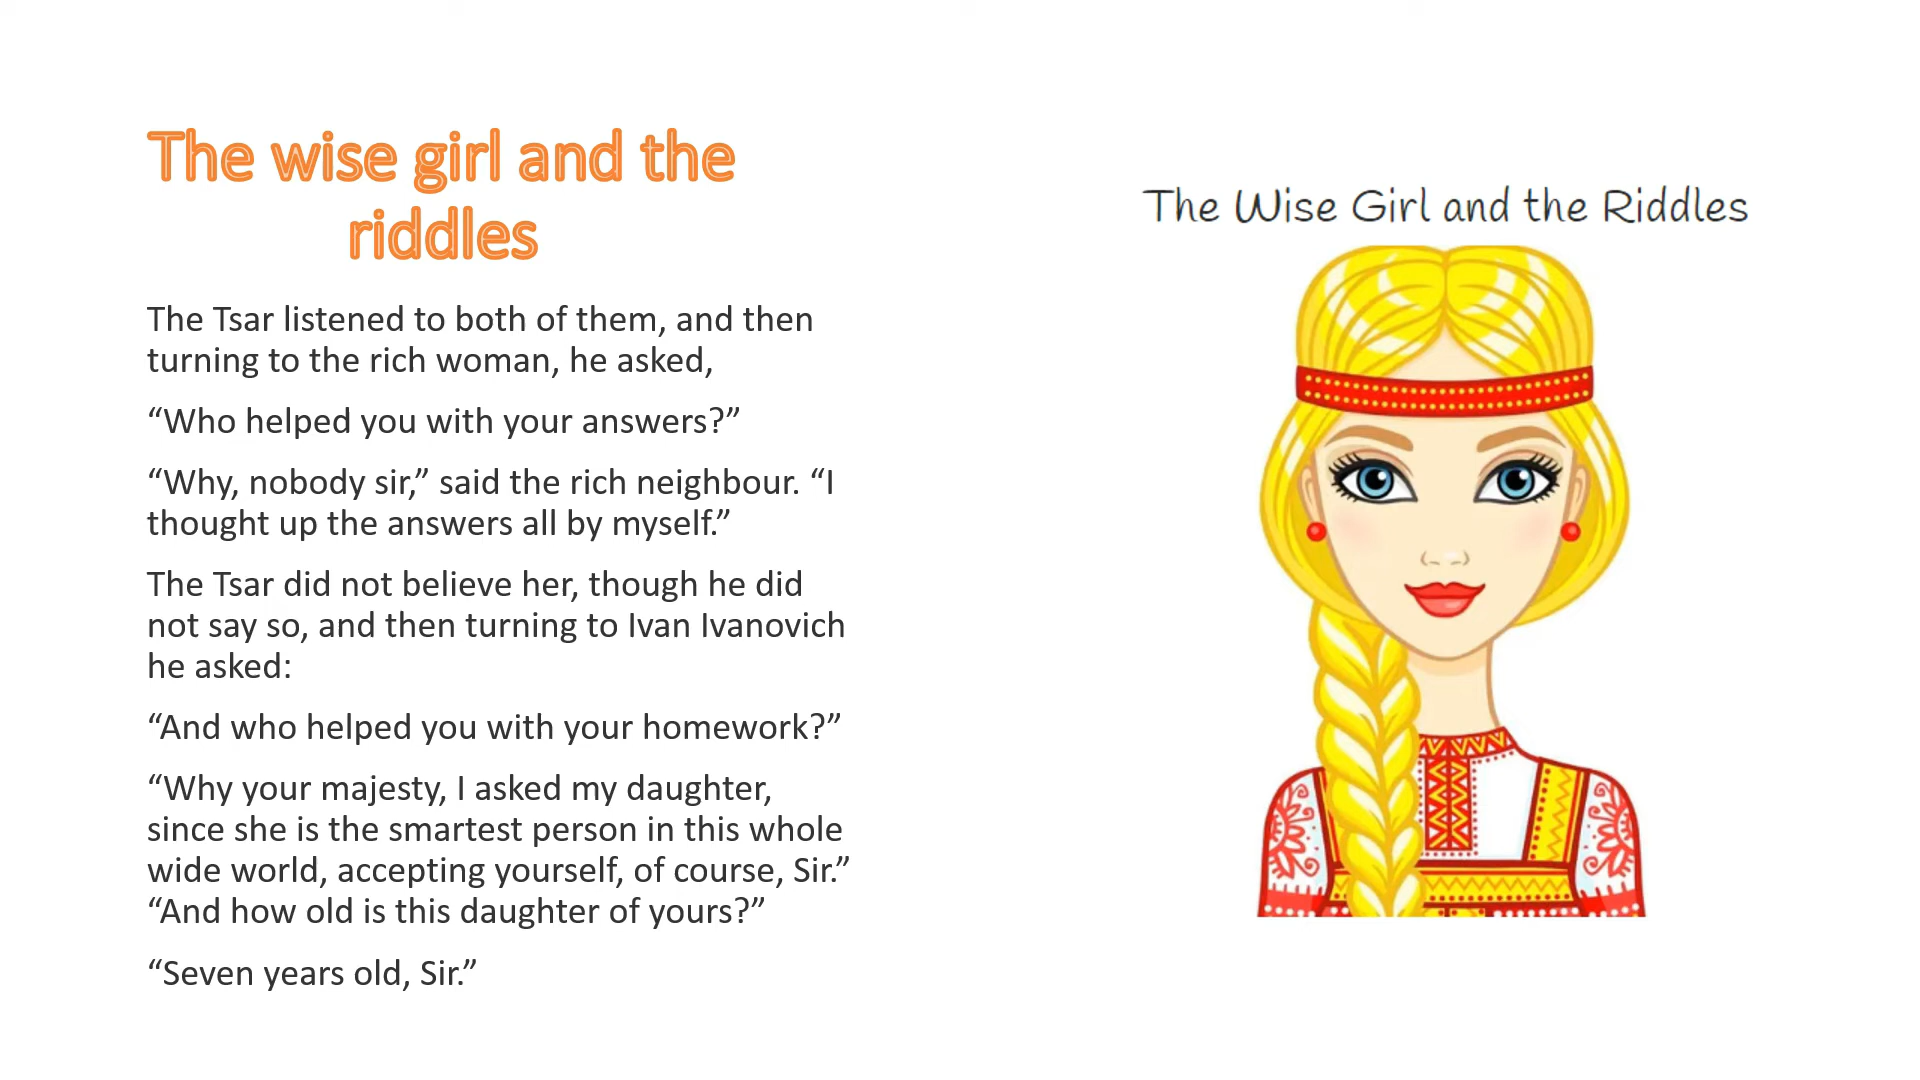 The wise girl and the
riddles
The Tsar listened to both of them, and then
turning to the rich woman, he asked,
“Who helped you with your answers?”
“Why, nobody sir,” said the rich neighbour. “I
thought up the answers all by myself.”
The Tsar did not believe her, though he did
not say so, and then turning to Ivan Ivanovich
he asked:
“And who helped you with your homework?”
“Why your majesty, I asked my daughter,
since she is the smartest person in this whole
wide world, accepting yourself, of course, Sir.”
“And how old is this daughter of yours?”
“Seven years old, Sir.”
The Wise Girl and the Riddles